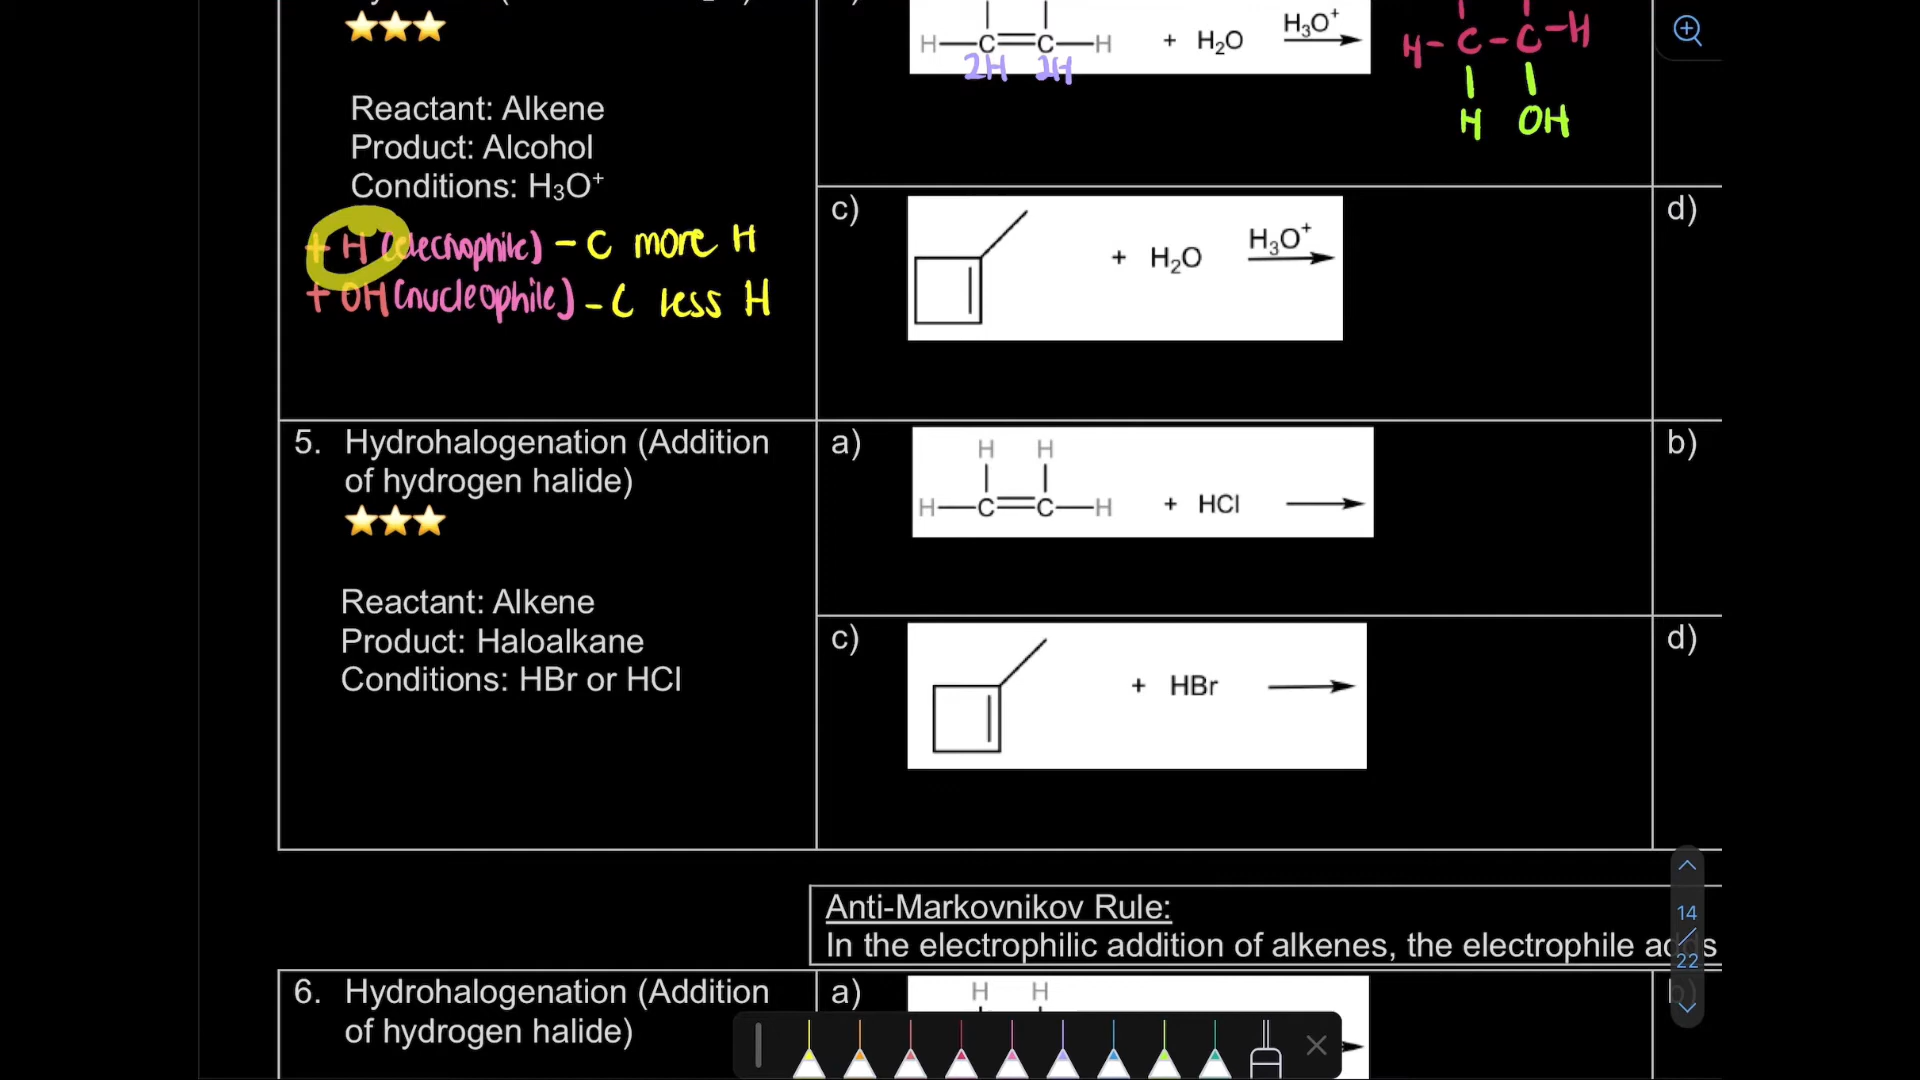 H–C=C–H + H₂O H₃O⁺
2H 2H
H–C–C–H
H OH
Reactant: Alkene
Product: Alcohol
Conditions: H₃O⁺
+ H (electrophile) – C more H
+ OH (nucleophile) – C less H
c)
+ H₂O H₃O⁺
d)
5. Hydrohalogenation (Addition
of hydrogen halide)
Reactant: Alkene
Product: Haloalkane
Conditions: HBr or HCl
a)
H H
H–C=C–H + HCl
b)
c)
+ HBr
d)
Anti-Markovnikov Rule:
In the electrophilic addition of alkenes, the electrophile adds
14
/
22
6. Hydrohalogenation (Addition
of hydrogen halide)
a)
H H
b)